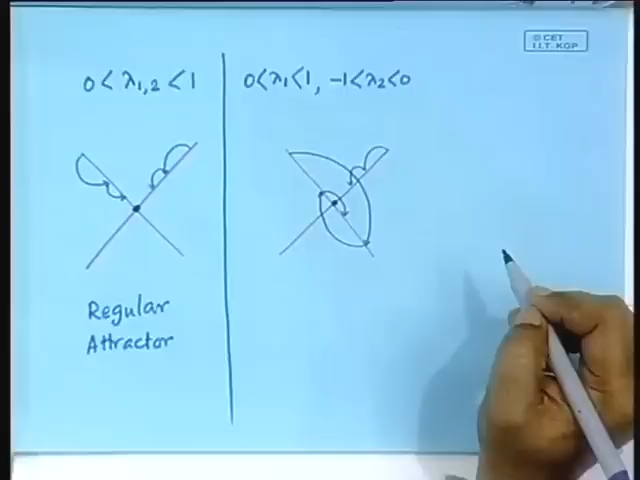 © CET
I.I.T. KGP
0 < λ1,2 < 1
0<λ1<1, -1<λ2<0
Regular
Attractor